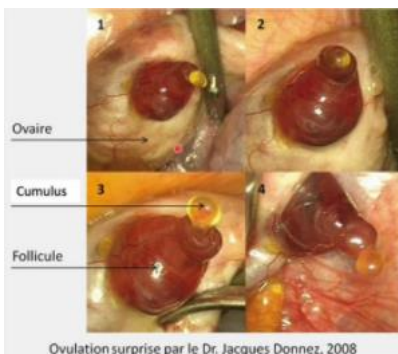 1
2
Ovaire
Cumulus
3
4
Follicule
Ovulation surprise par le Dr. Jacques Donnez, 2008